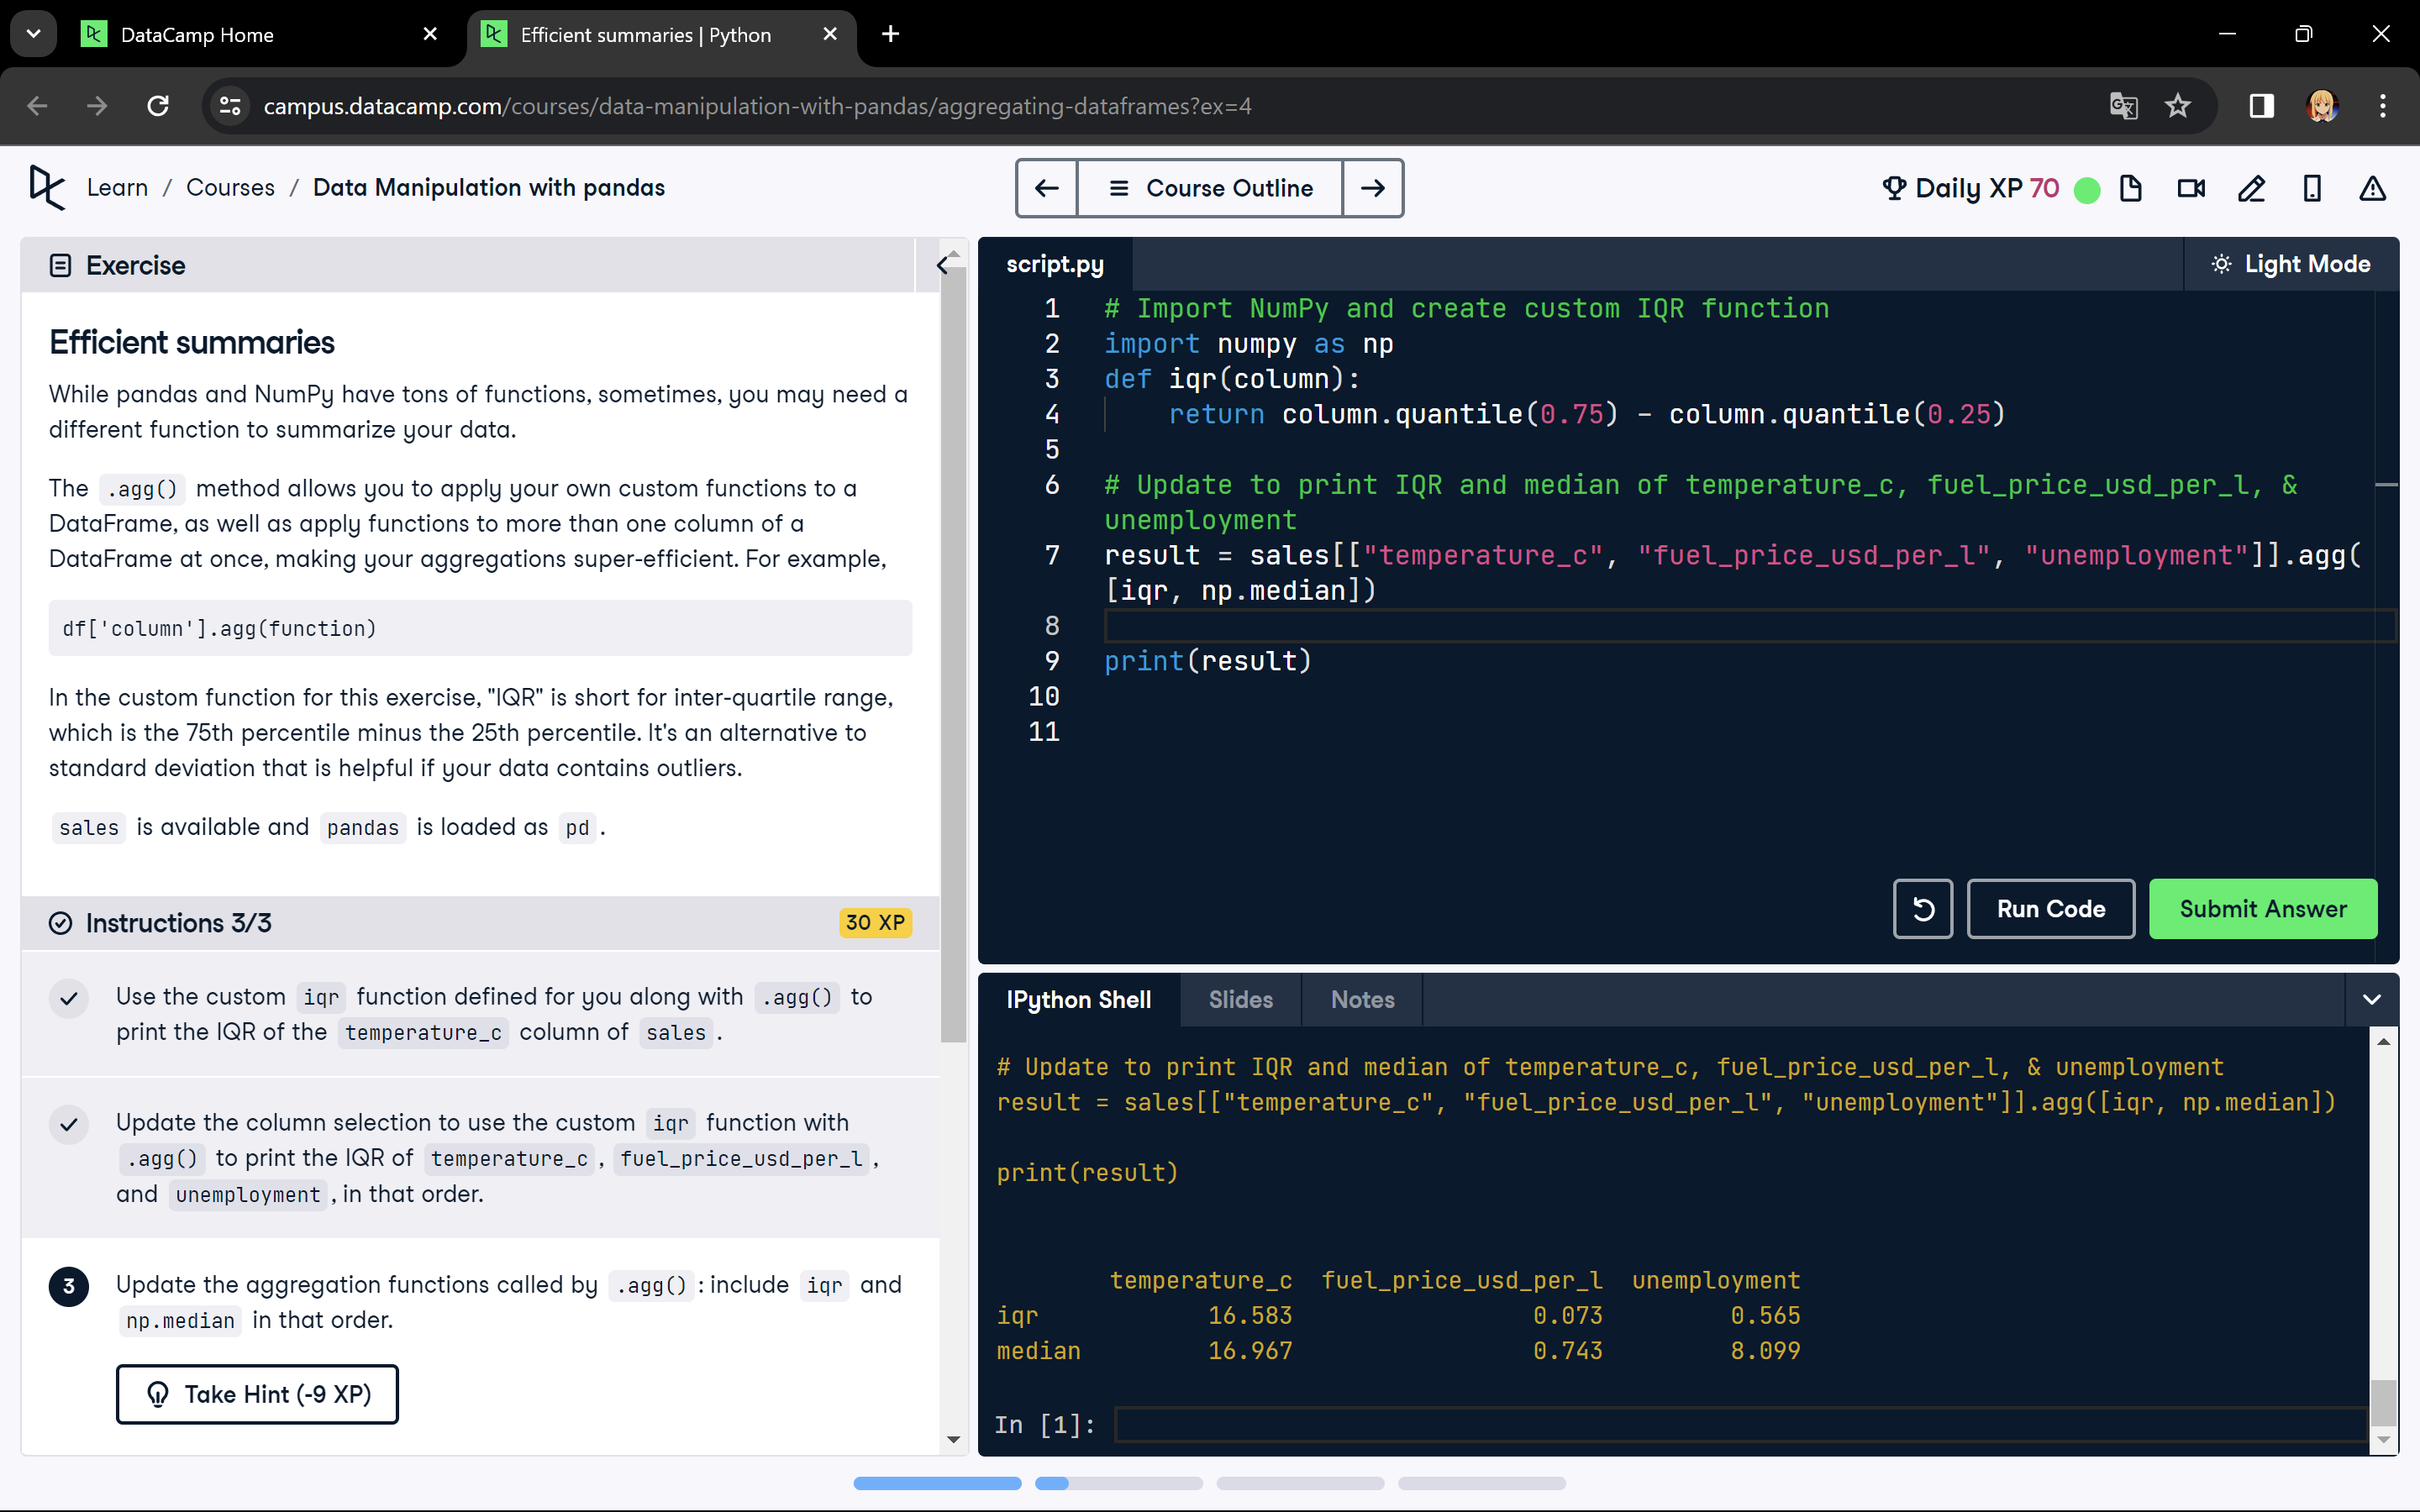 DataCamp Home
Efficient summaries | Python
campus.datacamp.com/courses/data-manipulation-with-pandas/aggregating-dataframes?ex=4
Learn / Courses / Data Manipulation with pandas
Course Outline
Daily XP 70
Exercise
Efficient summaries
While pandas and NumPy have tons of functions, sometimes, you may need a
different function to summarize your data.
The .agg() method allows you to apply your own custom functions to a
DataFrame, as well as apply functions to more than one column of a
DataFrame at once, making your aggregations super-efficient. For example,
df['column'].agg(function)
In the custom function for this exercise, "IQR" is short for inter-quartile range,
which is the 75th percentile minus the 25th percentile. It's an alternative to
standard deviation that is helpful if your data contains outliers.
sales is available and pandas is loaded as pd.
Instructions 3/3
30 XP
Use the custom iqr function defined for you along with .agg() to
print the IQR of the temperature_c column of sales.
Update the column selection to use the custom iqr function with
.agg() to print the IQR of temperature_c, fuel_price_usd_per_l,
and unemployment, in that order.
3
Update the aggregation functions called by .agg(): include iqr and
np.median in that order.
Take Hint (-9 XP)
script.py
Light Mode
1 # Import NumPy and create custom IQR function
2 import numpy as np
3 def iqr(column):
4     return column.quantile(0.75) - column.quantile(0.25)
5
6 # Update to print IQR and median of temperature_c, fuel_price_usd_per_l, &
unemployment
7 result = sales[["temperature_c", "fuel_price_usd_per_l", "unemployment"]].agg(
[iqr, np.median])
8
9 print(result)
10
11
Run Code
Submit Answer
IPython Shell
Slides
Notes
# Update to print IQR and median of temperature_c, fuel_price_usd_per_l, & unemployment
result = sales[["temperature_c", "fuel_price_usd_per_l", "unemployment"]].agg([iqr, np.median])
print(result)
temperature_c fuel_price_usd_per_l unemployment
iqr 16.583 0.073 0.565
median 16.967 0.743 8.099
In [1]: